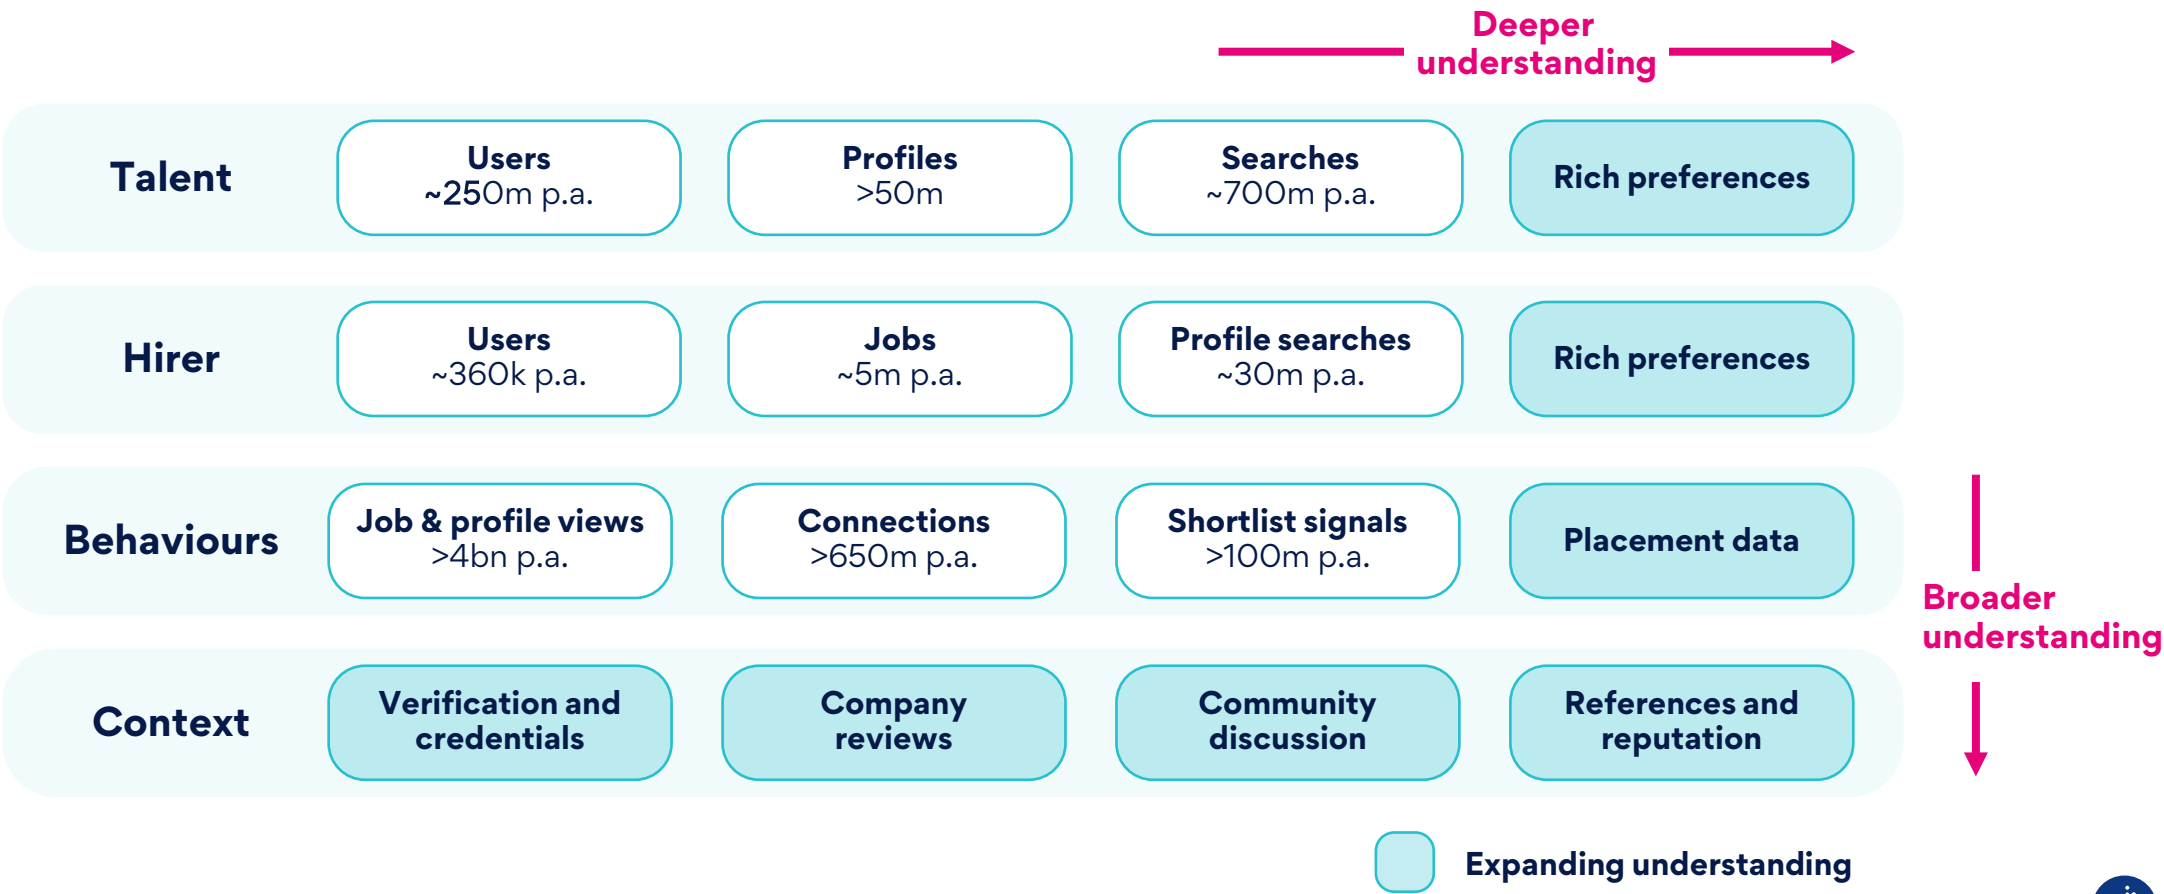 Deeper
understanding
Talent
Users
~250m p.a.
Profiles
>50m
Searches
~700m p.a.
Rich preferences
Hirer
Users
~360k p.a.
Jobs
~5m p.a.
Profile searches
~30m p.a.
Rich preferences
Behaviours
Job & profile views
>4bn p.a.
Connections
>650m p.a.
Shortlist signals
>100m p.a.
Placement data
Broader
understanding
Context
Verification and
credentials
Company
reviews
Community
discussion
References and
reputation
Expanding understanding